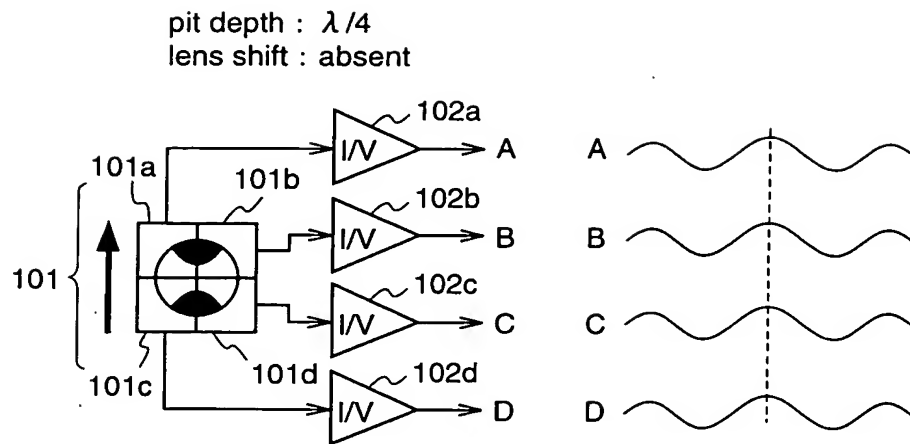 pit depth : λ/4
lens shift : absent
102a
I/V
A
A
101a
101b
102b
I/V
B
B
101
102c
I/V
C
C
101c
101d
102d
I/V
D
D